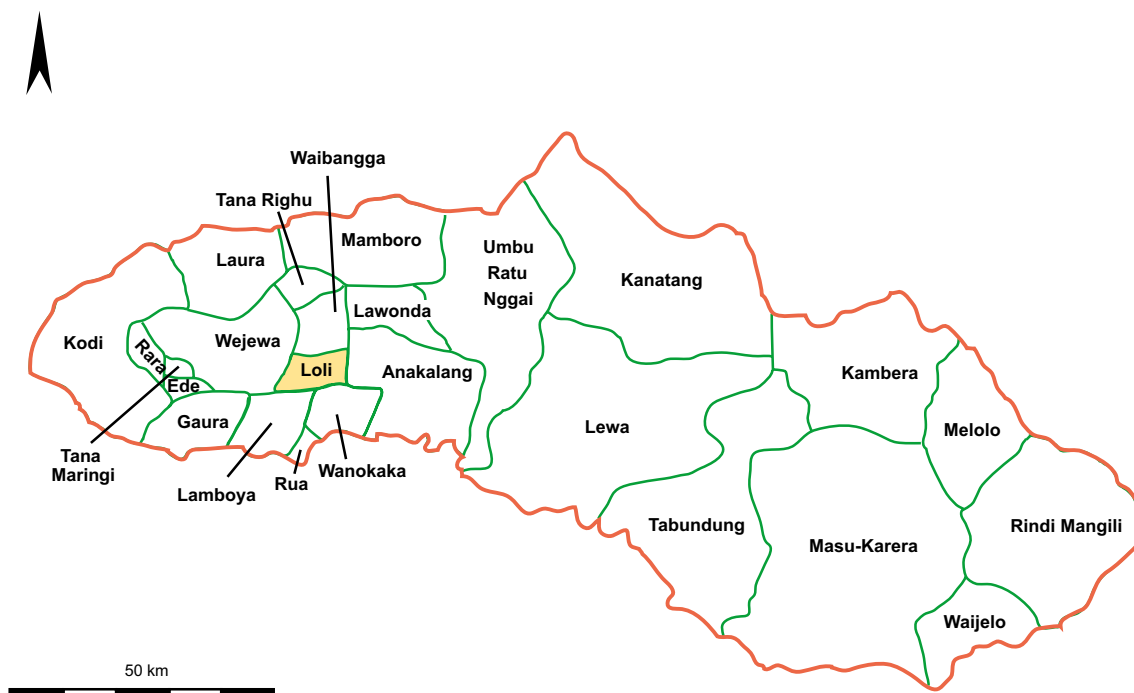 Waibangga
Tana Righu
Mamboro
Laura
Umbu
Ratu
Nggai
Kanatang
Lawonda
Kodi
Rara
Wejewa
Loli
Anakalang
Ede
Kambera
Gaura
Lewa
Melolo
Tana
Maringi
Lamboya
Rua
Wanokaka
Tabundung
Masu-Karera
Rindi Mangili
Waijelo
50 km